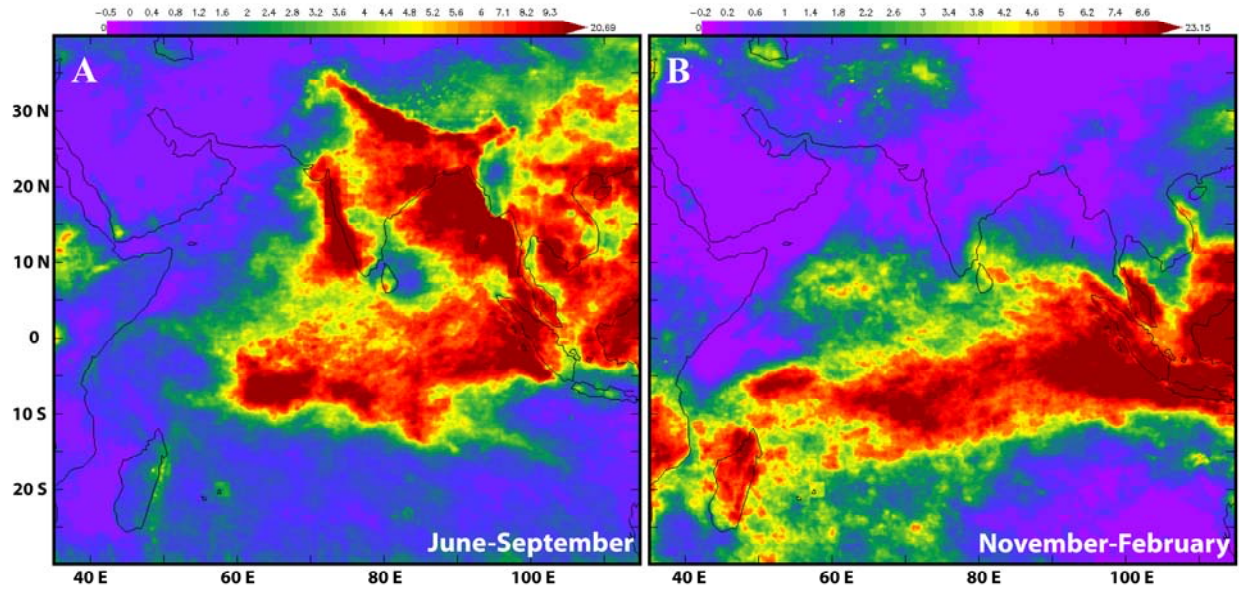 -0.5 0 0.4 0.8 1.2 1.6 2 2.4 2.8 3.2 3.6 4 4.5 5 5.6 6 7.1 8.2 9.3
0 20.69
-0.2 0.2 0.6 1 1.4 1.8 2.2 2.6 3 3.4 3.8 4.2 4.6 5 6.2 7.4 8.6
0 23.15
A
B
30 N
20 N
10 N
0
10 S
20 S
June-September
November-February
40 E 60 E 80 E 100 E
40 E 60 E 80 E 100 E